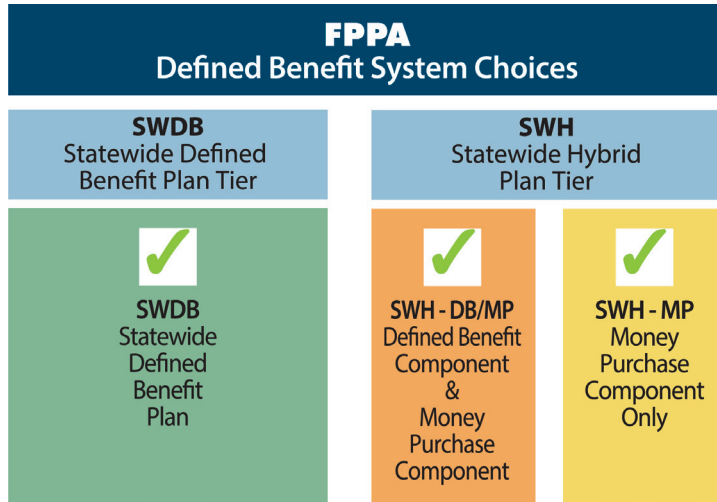 FPPA
Defined Benefit System Choices
SWDB
Statewide Defined
Benefit Plan Tier
SWH
Statewide Hybrid
Plan Tier
SWDB
Statewide
Defined
Benefit
Plan
SWH - DB/MP
Defined Benefit
Component
&
Money
Purchase
Component
SWH - MP
Money
Purchase
Component
Only